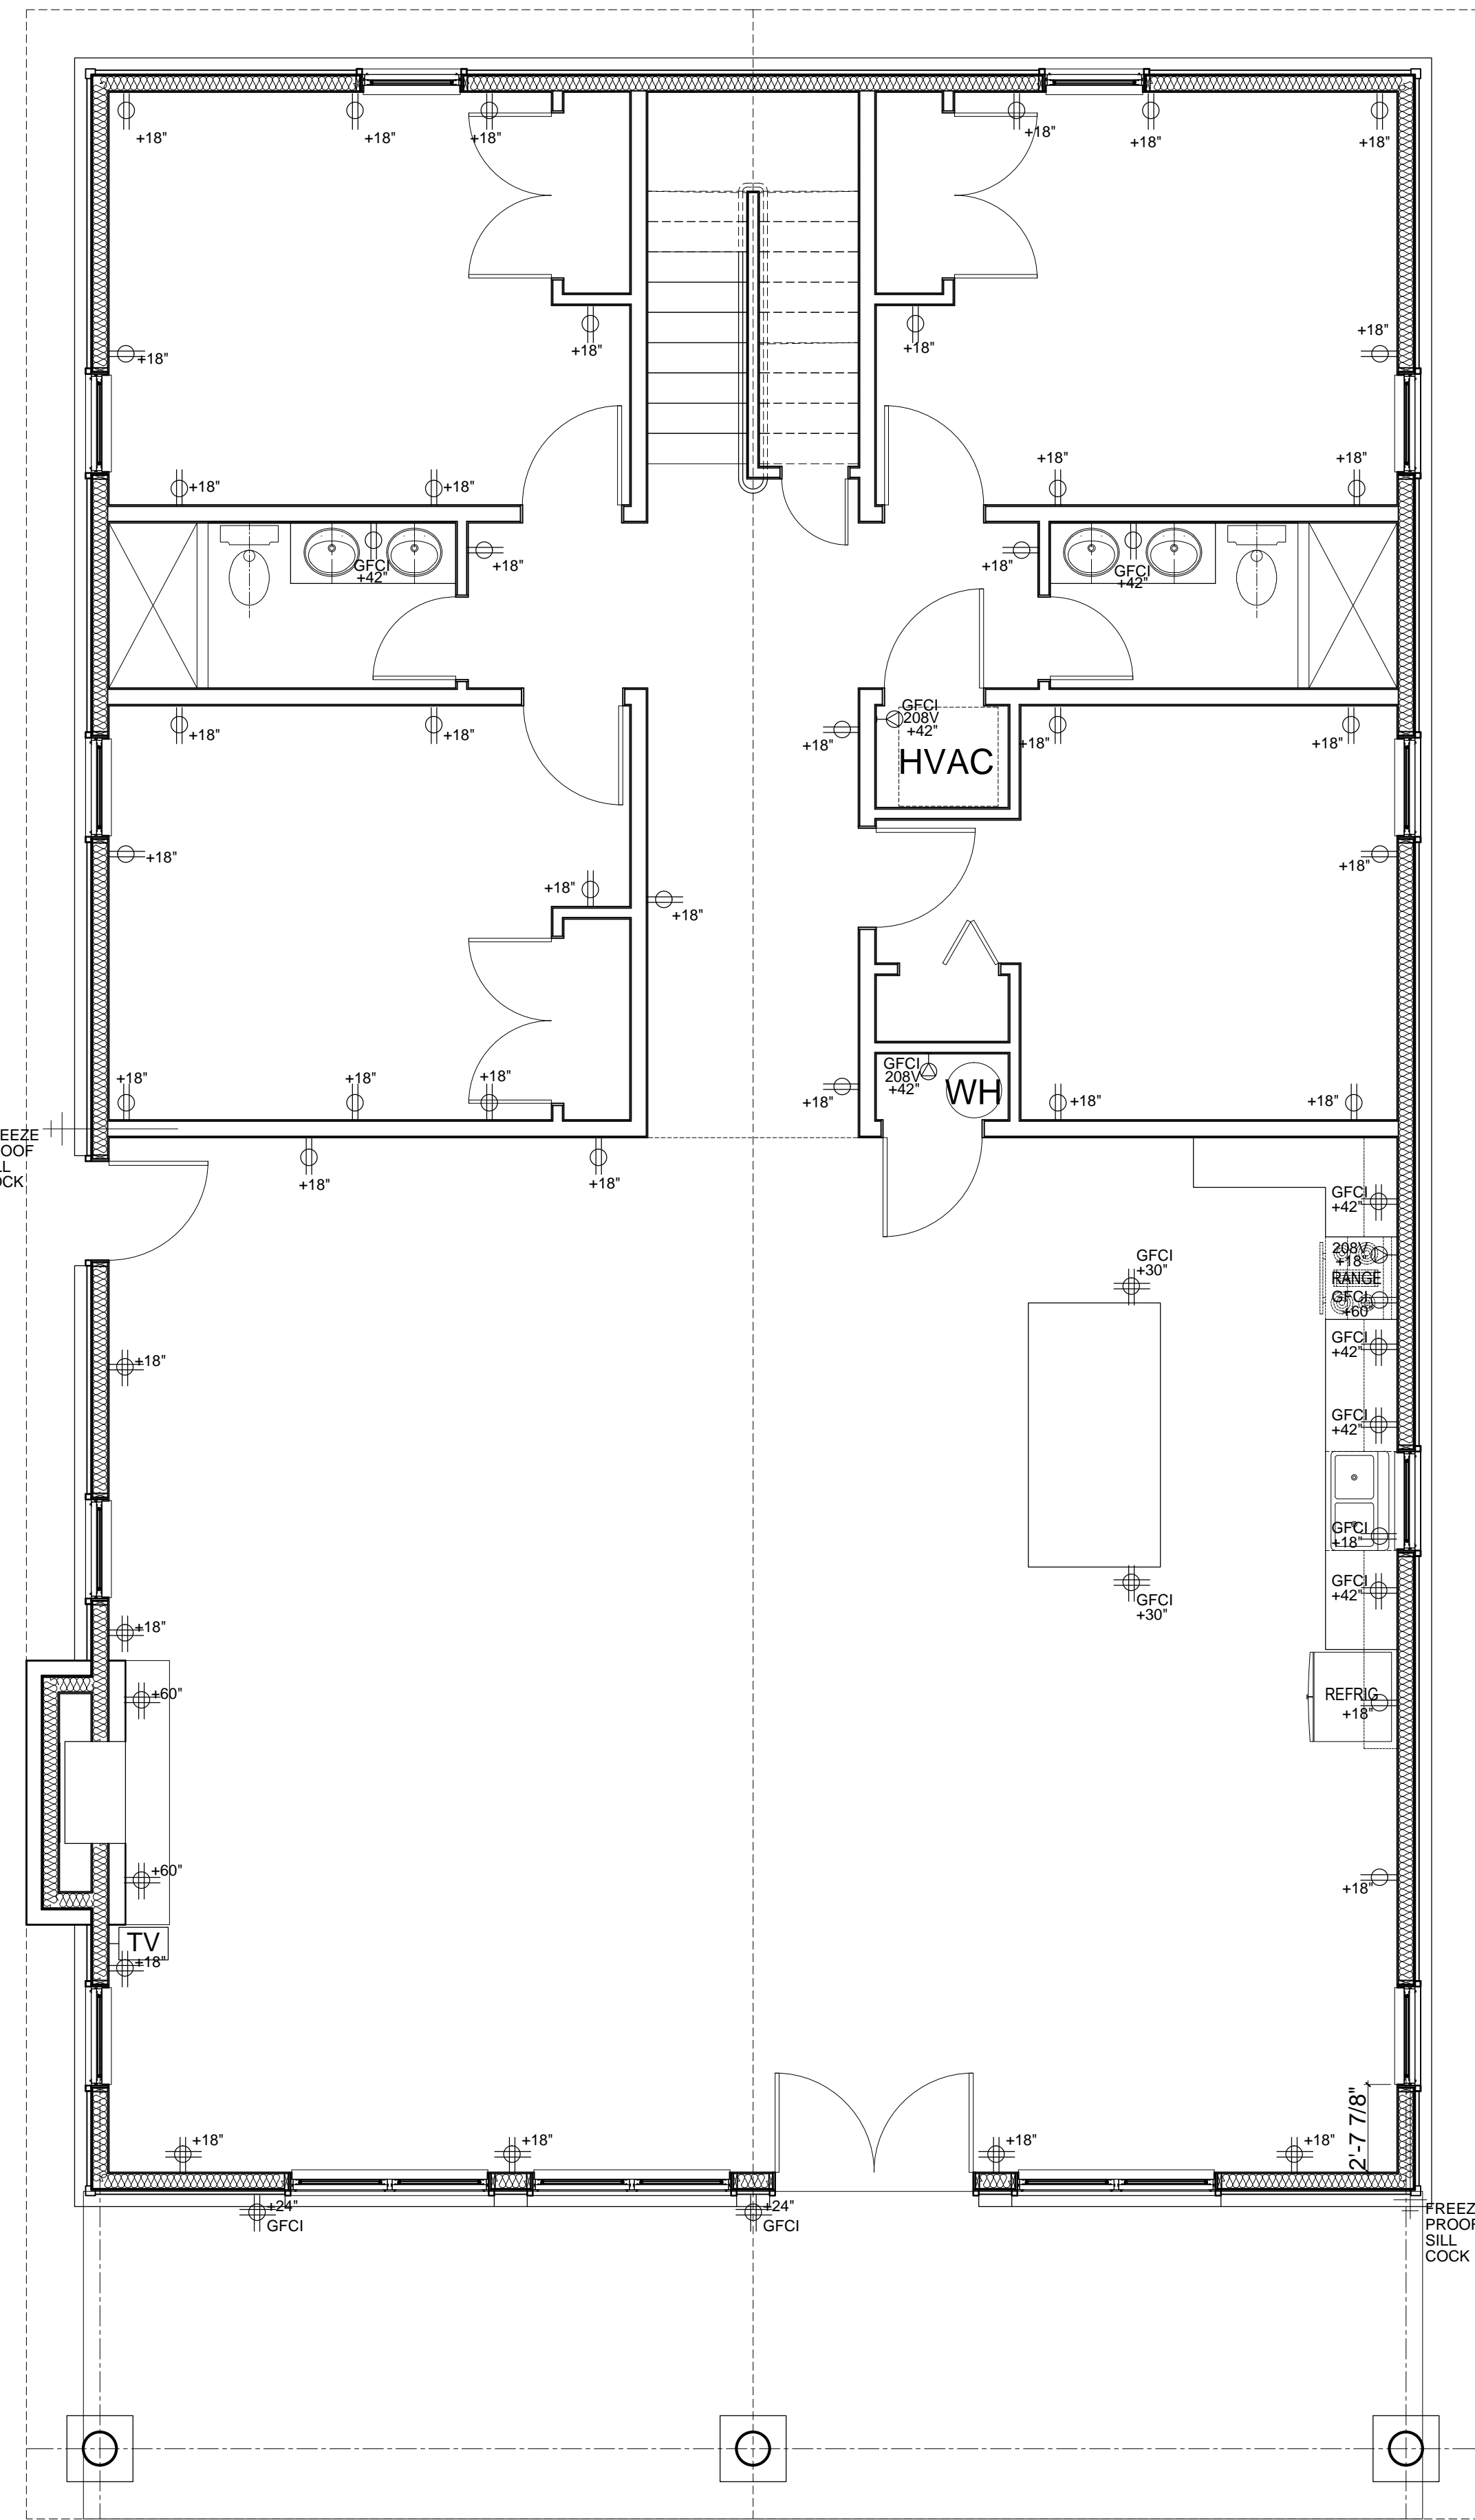 +18"
+18"
+18"
+18"
+18"
+18"
+18"
+18"
+18"
+18"
+18"
+18"
+18"
+18"
GFCI
+42"
+18"
+18"
GFCI
+42"
+18"
+18"
+18"
GFCI
208V
+42"
HVAC
+18"
+18"
+18"
+18"
+18"
+18"
GFCI
208V
+42"
WH
+18"
+18"
+18"
+18"
+18"
+18"
EEZE
OOF
LL
OCK
+18"
+18"
GFCI
+42"
GFCI
+30"
208V
+18"
RANGE
GFCI
+60"
GFCI
+42"
+18"
GFCI
+42"
GFCI
+18"
GFCI
+42"
GFCI
+30"
+18"
+60"
REFRIG
+18"
+60"
+18"
TV
+18"
2'-7 7/8"
+18"
+18"
+18"
+18"
+24"
GFCI
+24"
GFCI
FREEZ
PROOF
SILL
COCK